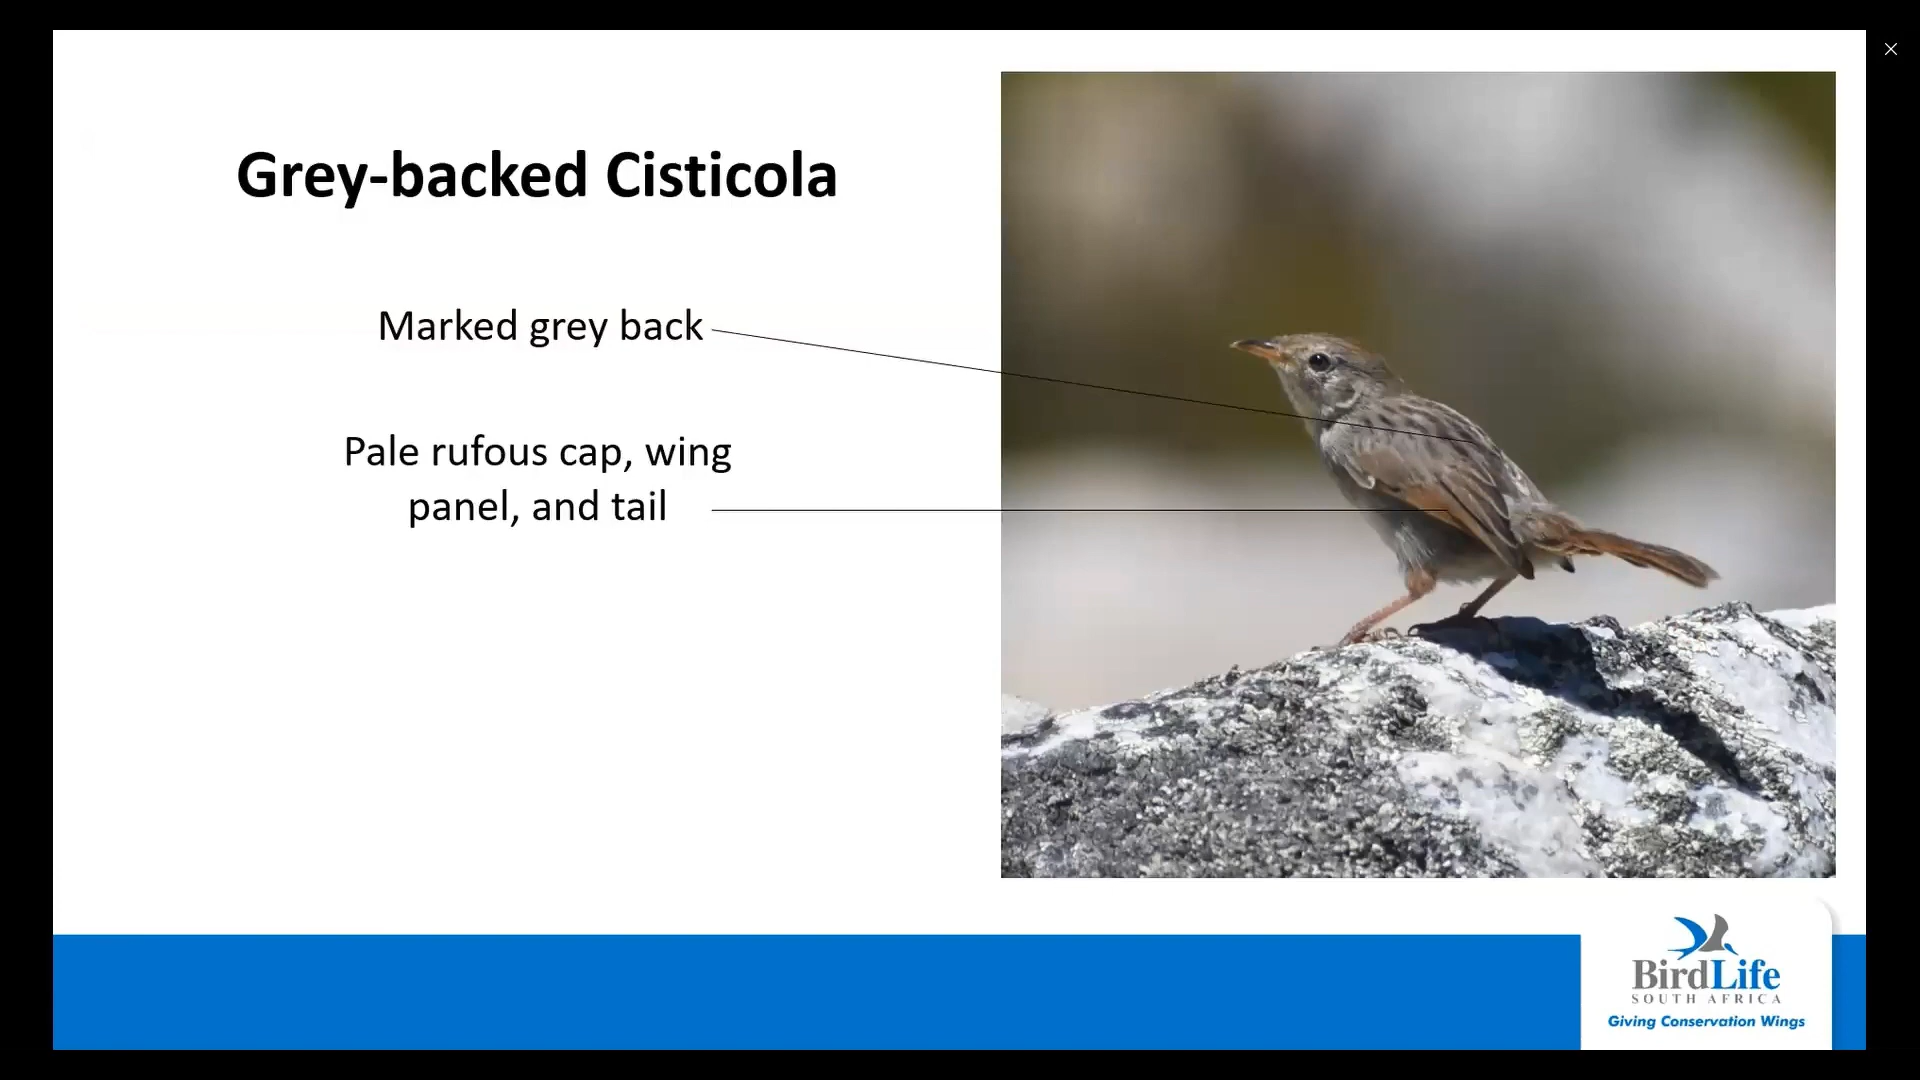 Grey-backed Cisticola
Marked grey back
Pale rufous cap, wing
panel, and tail
BirdLife
SOUTH AFRICA
Giving Conservation Wings